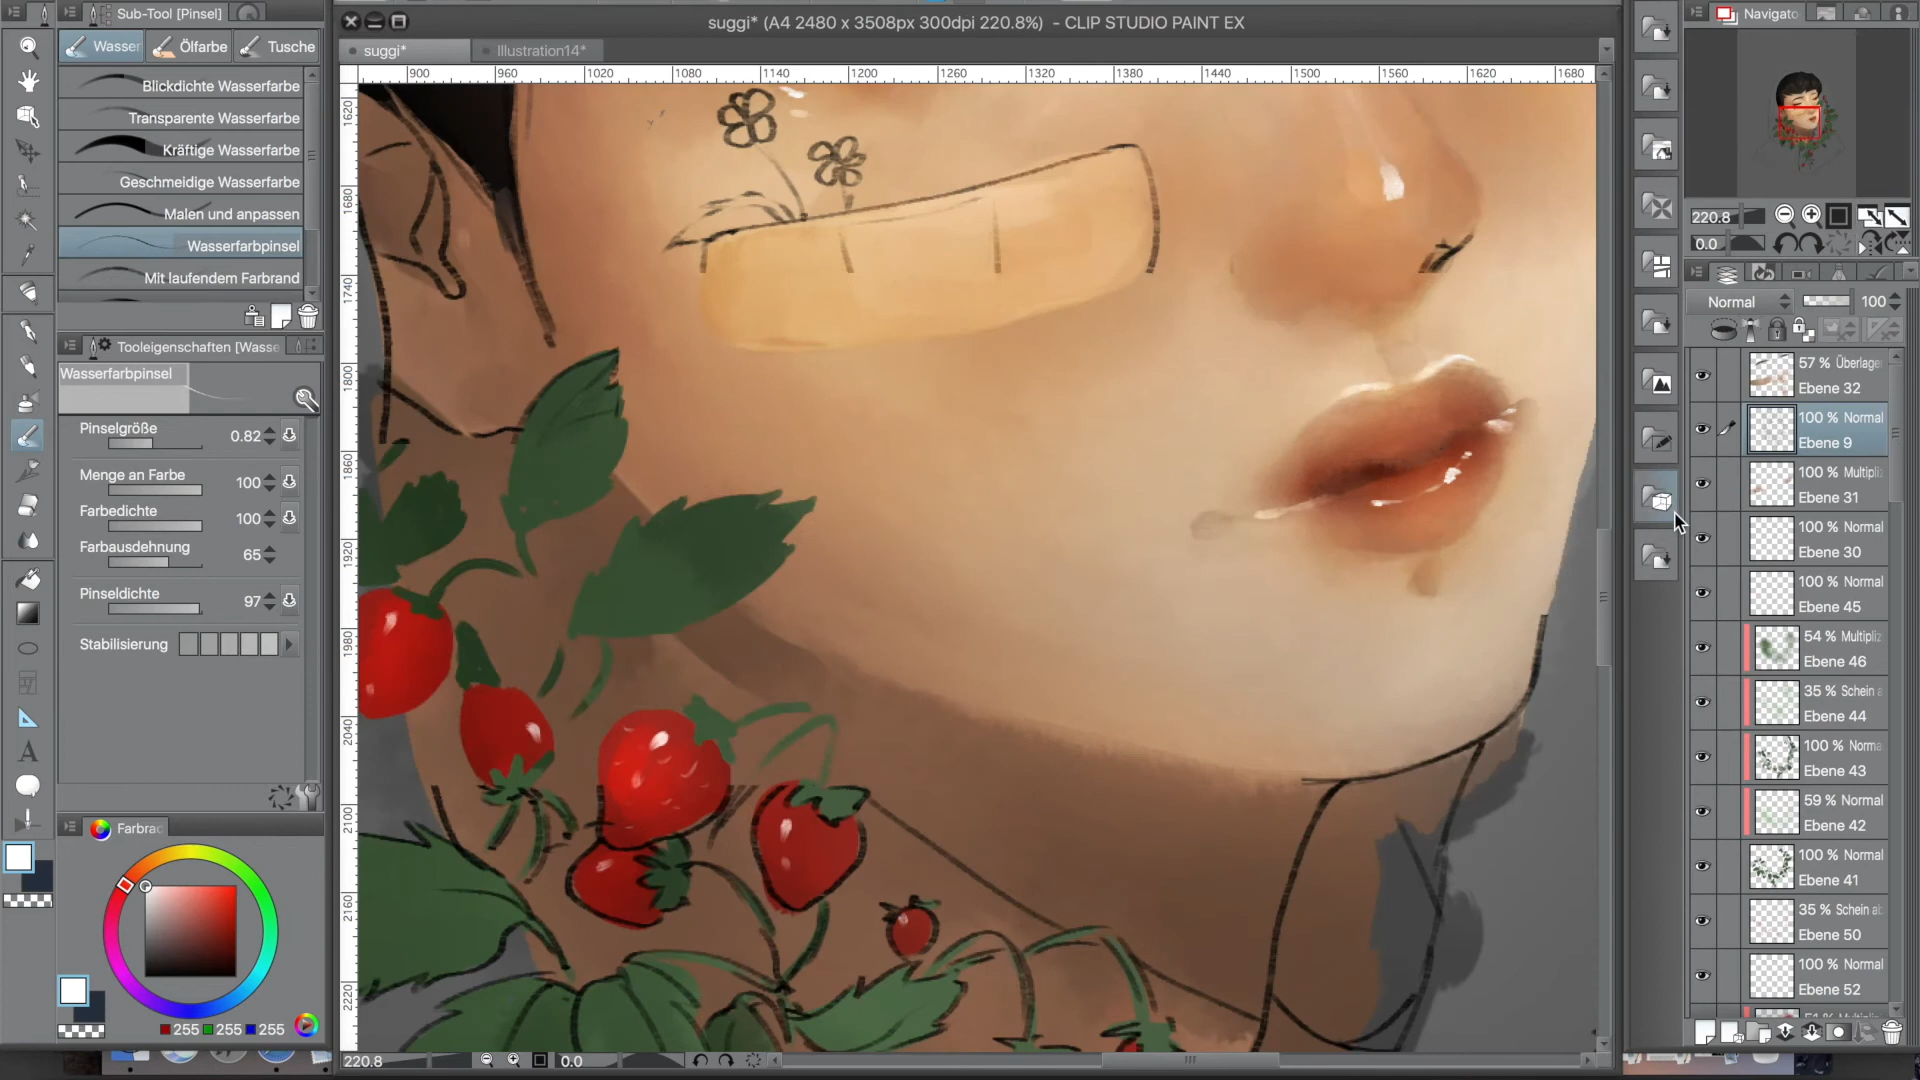 Sub-Tool [Pinsel]
Wasser
Ölfarbe
Tusche
Blickdichte Wasserfarbe
Transparente Wasserfarbe
Kräftige Wasserfarbe
Geschmeidige Wasserfarbe
Malen und anpassen
Wasserfarbpinsel
Mit laufendem Farbrand
Tooleigenschaften [Wasse
Wasserfarbpinsel
Pinselgröße 0.82
Menge an Farbe 100
Farbedichte 100
Farbausdehnung 65
Pinseldichte 97
Stabilisierung
A
Farbrad
255 255 255
suggi* (A4 2480 x 3508px 300dpi 220.8%) - CLIP STUDIO PAINT EX
suggi*
Illustration14*
900 960 1020 1080 1140 1200 1260 1320 1380 1440 1500 1560 1620 1680
1620
1680
1740
1800
1860
1920
1980
2040
2100
2160
2220
220.8
0.0
Navigato
220.8
0.0
Normal 100
57 % Überlage
Ebene 32
100 % Normal
Ebene 9
100 % Multipli
Ebene 31
100 % Normal
Ebene 30
100 % Normal
Ebene 45
54 % Multipliz
Ebene 46
35 % Schein a
Ebene 44
100 % Norma
Ebene 43
59 % Normal
Ebene 42
100 % Normal
Ebene 41
35 % Schein ab
Ebene 50
100 % Normal
Ebene 52